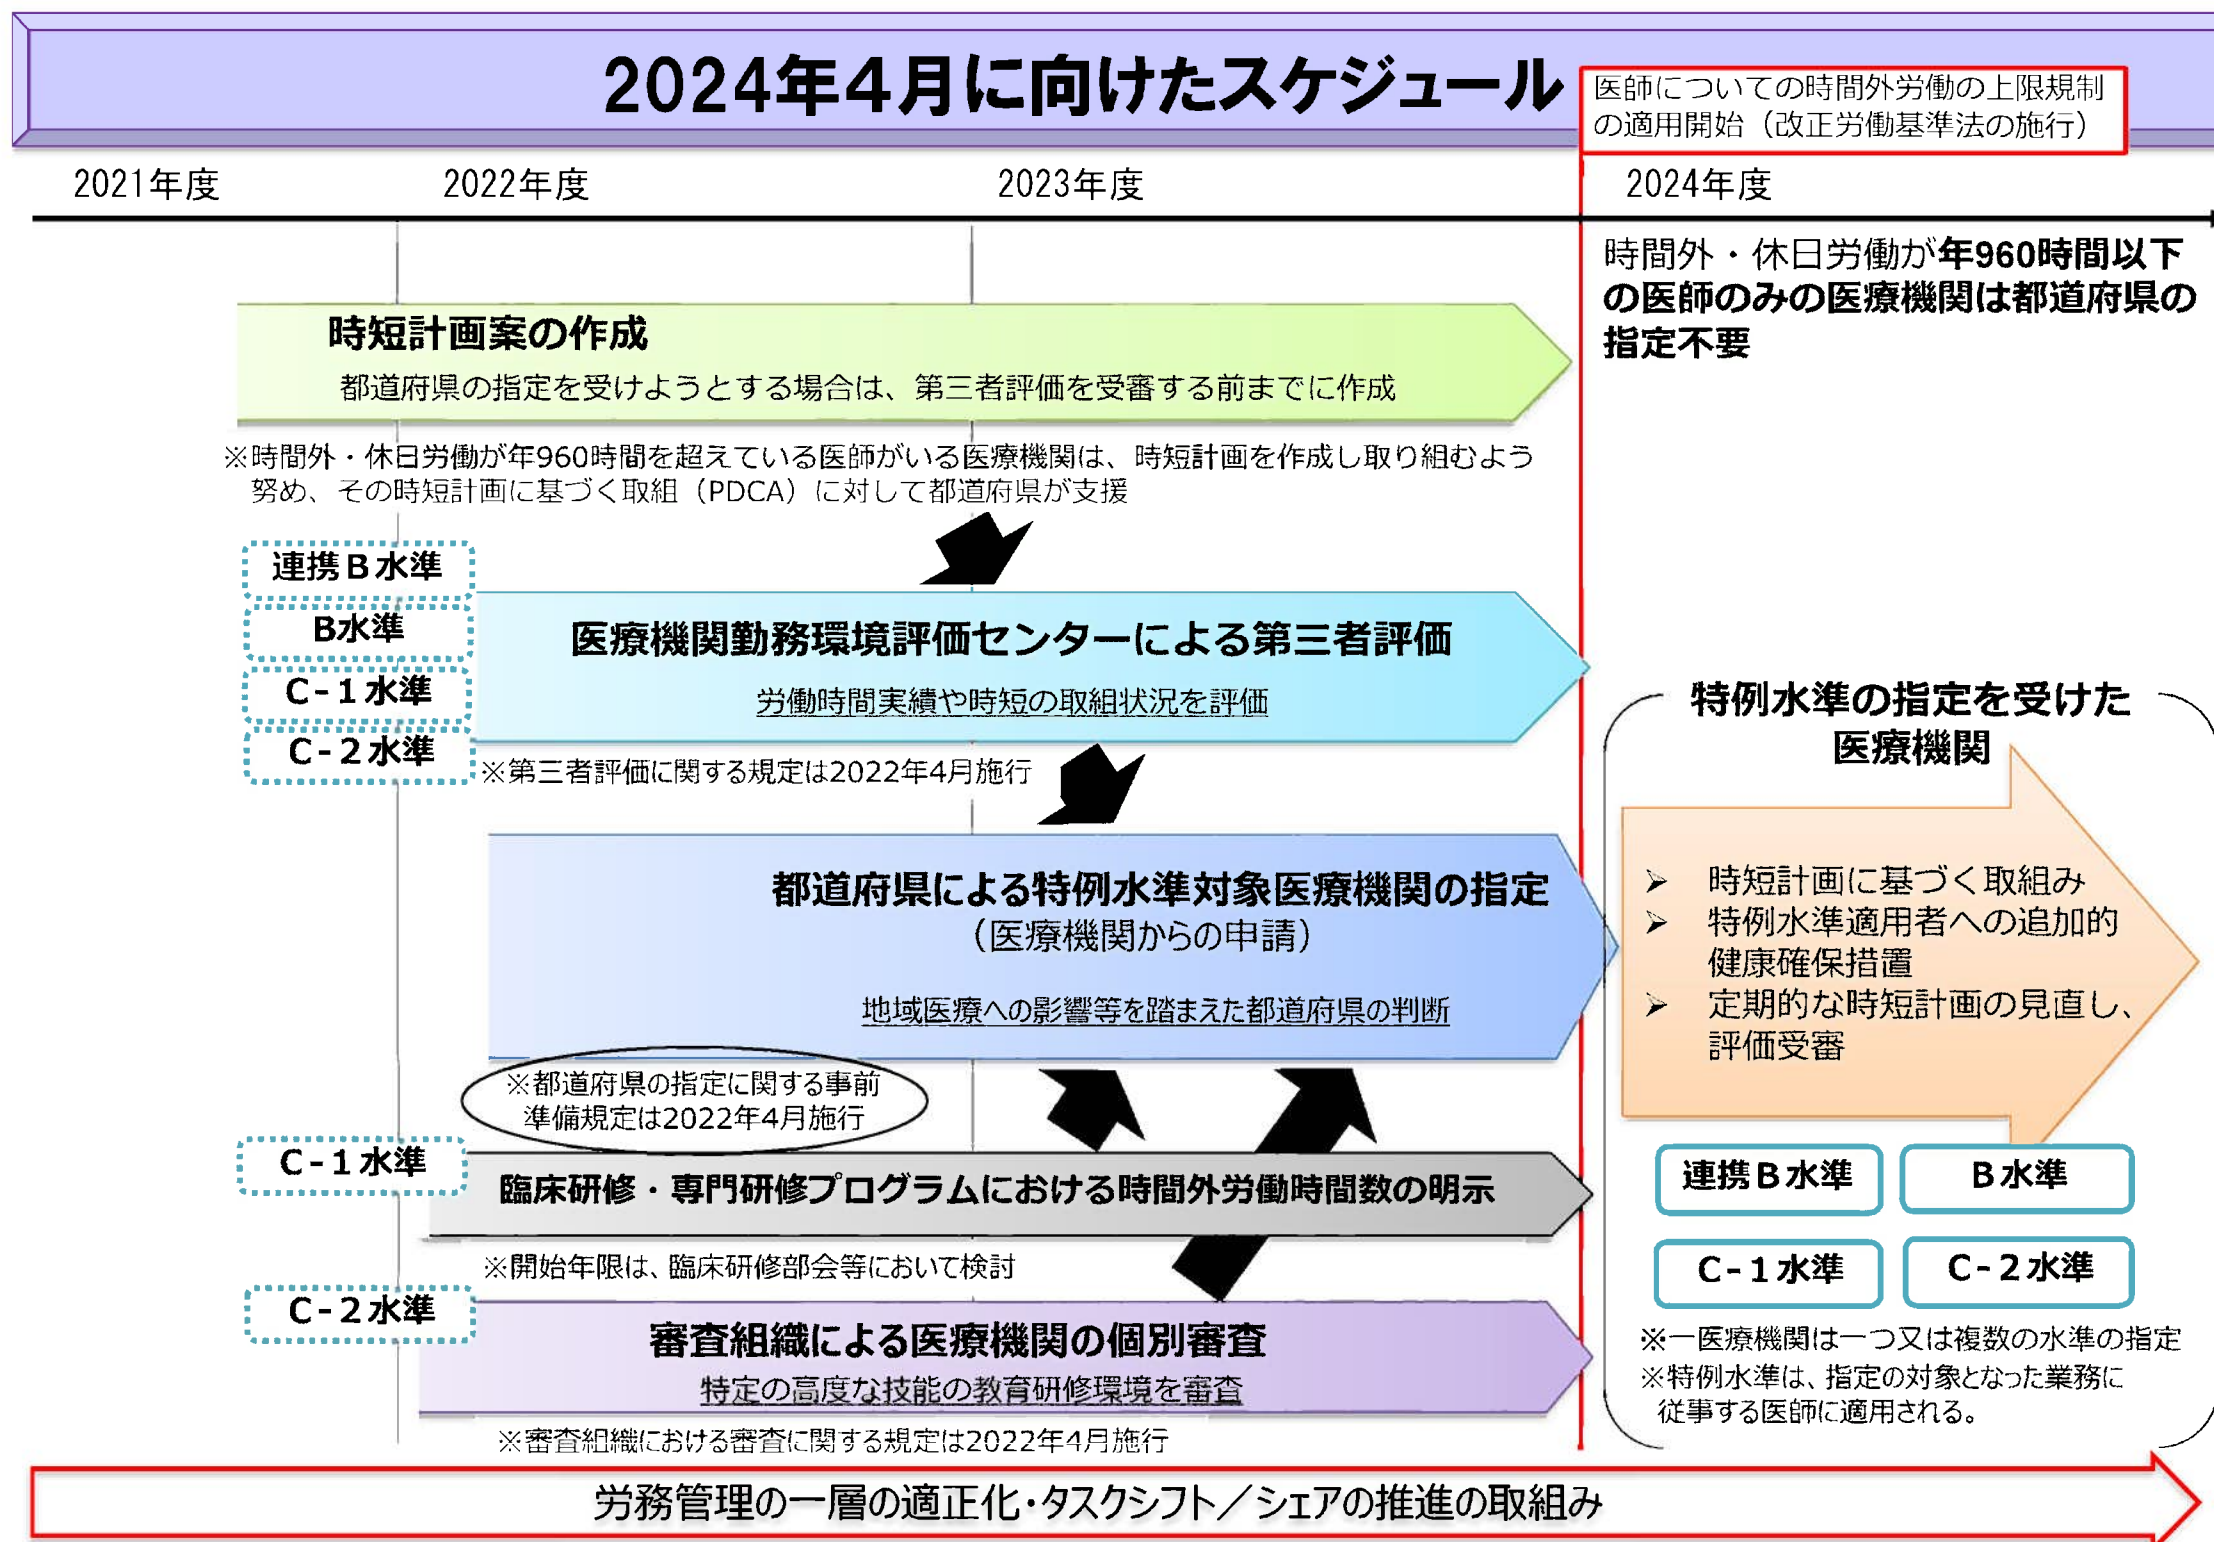 2024年4月に向けたスケジュール
医師についての時間外労働の上限規制
の適用開始（改正労働基準法の施行）
2021年度
2022年度
2023年度
2024年度
時間外・休日労働が年960時間以下
の医師のみの医療機関は都道府県の
指定不要
時短計画案の作成
都道府県の指定を受けようとする場合は、第三者評価を受審する前までに作成
※時間外・休日労働が年960時間を超えている医師がいる医療機関は、時短計画を作成し取り組むよう
努め、その時短計画に基づく取組（PDCA）に対して都道府県が支援
連携Ｂ水準
B水準
C-１水準
C-２水準
医療機関勤務環境評価センターによる第三者評価
労働時間実績や時短の取組状況を評価
※第三者評価に関する規定は2022年4月施行
都道府県による特例水準対象医療機関の指定
（医療機関からの申請）
地域医療への影響等を踏まえた都道府県の判断
※都道府県の指定に関する事前
準備規定は2022年4月施行
C-１水準
臨床研修・専門研修プログラムにおける時間外労働時間数の明示
※開始年限は、臨床研修部会等において検討
C-２水準
審査組織による医療機関の個別審査
特定の高度な技能の教育研修環境を審査
※審査組織における審査に関する規定は2022年4月施行
特例水準の指定を受けた
医療機関
➢ 時短計画に基づく取組み
➢ 特例水準適用者への追加的
健康確保措置
➢ 定期的な時短計画の見直し、
評価受審
連携Ｂ水準
Ｂ水準
C-１水準
C-２水準
※一医療機関は一つ又は複数の水準の指定
※特例水準は、指定の対象となった業務に
従事する医師に適用される。
労務管理の一層の適正化・タスクシフト／シェアの推進の取組み